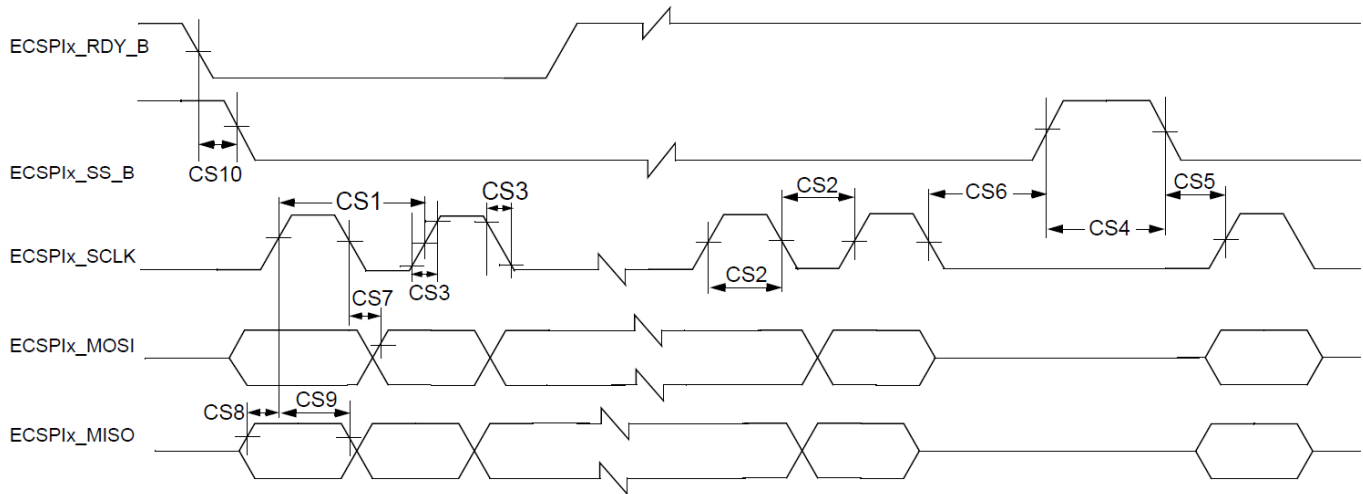 ECSPIx_RDY_B
CS10
ECSPIx_SS_B
CS1
CS3
CS2
CS6
CS5
CS4
ECSPIx_SCLK
CS3
CS2
CS7
ECSPIx_MOSI
CS8
CS9
ECSPIx_MISO